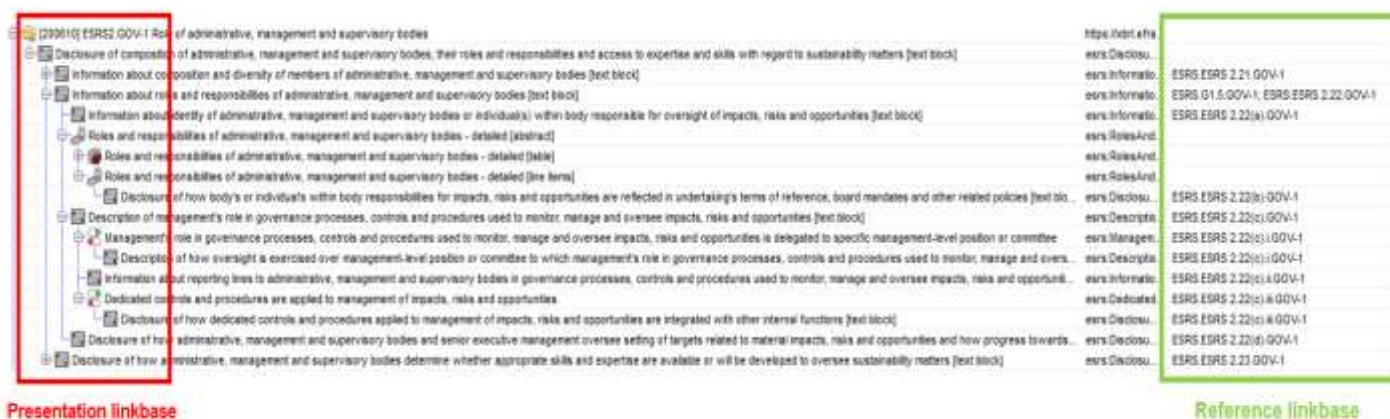 [200610] ESRS2.GOV-1 Role of administrative, management and supervisory bodies https://xbrl.efra...
Disclosure of composition of administrative, management and supervisory bodies, their roles and responsibilities and access to expertise and skills with regard to sustainability matters [text block] esrs:Disclosu...
Information about composition and diversity of members of administrative, management and supervisory bodies [text block] esrs:Informatio... ESRS.ESRS 2.21.GOV-1
Information about roles and responsibilities of administrative, management and supervisory bodies [text block] esrs:Informatio... ESRS.G1.5.GOV-1; ESRS.ESRS 2.22.GOV-1
Information about identity of administrative, management and supervisory bodies or individual(s) within body responsible for oversight of impacts, risks and opportunities [text block] esrs:Informatio... ESRS.ESRS 2.22(a).GOV-1
Roles and responsibilities of administrative, management and supervisory bodies - detailed [abstract] esrs:RolesAnd...
Roles and responsibilities of administrative, management and supervisory bodies - detailed [table] esrs:RolesAnd...
Roles and responsibilities of administrative, management and supervisory bodies - detailed [line items] esrs:RolesAnd...
Disclosure of how body's or individuals within body responsibilities for impacts, risks and opportunities are reflected in undertaking's terms of reference, board mandates and other related policies [text blo... esrs:Disclosu... ESRS.ESRS 2.22(b).GOV-1
Description of management's role in governance processes, controls and procedures used to monitor, manage and oversee impacts, risks and opportunities [text block] esrs:Descriptio... ESRS.ESRS 2.22(c).GOV-1
Management's role in governance processes, controls and procedures used to monitor, manage and oversee impacts, risks and opportunities is delegated to specific management-level position or committee esrs:Managem... ESRS.ESRS 2.22(c).i.GOV-1
Description of how oversight is exercised over management-level position or committee to which management's role in governance processes, controls and procedures used to monitor, manage and overs... esrs:Descriptio... ESRS.ESRS 2.22(c).i.GOV-1
Information about reporting lines to administrative, management and supervisory bodies in governance processes, controls and procedures used to monitor, manage and oversee impacts, risks and opportuniti... esrs:Informatio... ESRS.ESRS 2.22(c).ii.GOV-1
Dedicated controls and procedures are applied to management of impacts, risks and opportunities esrs:Dedicated... ESRS.ESRS 2.22(c).iii.GOV-1
Disclosure of how dedicated controls and procedures applied to management of impacts, risks and opportunities are integrated with other internal functions [text block] esrs:Disclosu... ESRS.ESRS 2.22(c).iii.GOV-1
Disclosure of how administrative, management and supervisory bodies and senior executive management oversee setting of targets related to material impacts, risks and opportunities and how progress towards... esrs:Disclosu... ESRS.ESRS 2.22(d).GOV-1
Disclosure of how administrative, management and supervisory bodies determine whether appropriate skills and expertise are available or will be developed to oversee sustainability matters [text block] esrs:Disclosu... ESRS.ESRS 2.23.GOV-1
Presentation linkbase Reference linkbase